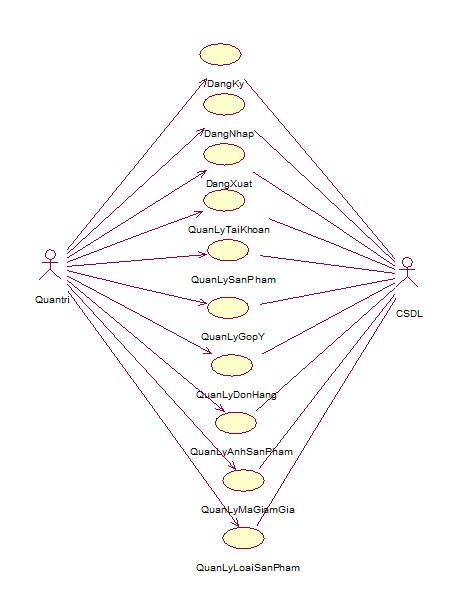 DangKy
DangNhap
DangXuat
QuanLyTaiKhoan
QuanLySanPham
Quantri
CSDL
QuanLyGopY
QuanLyDonHang
QuanLyAnhSanPham
QuanLyMaGiamGia
QuanLyLoaiSanPham